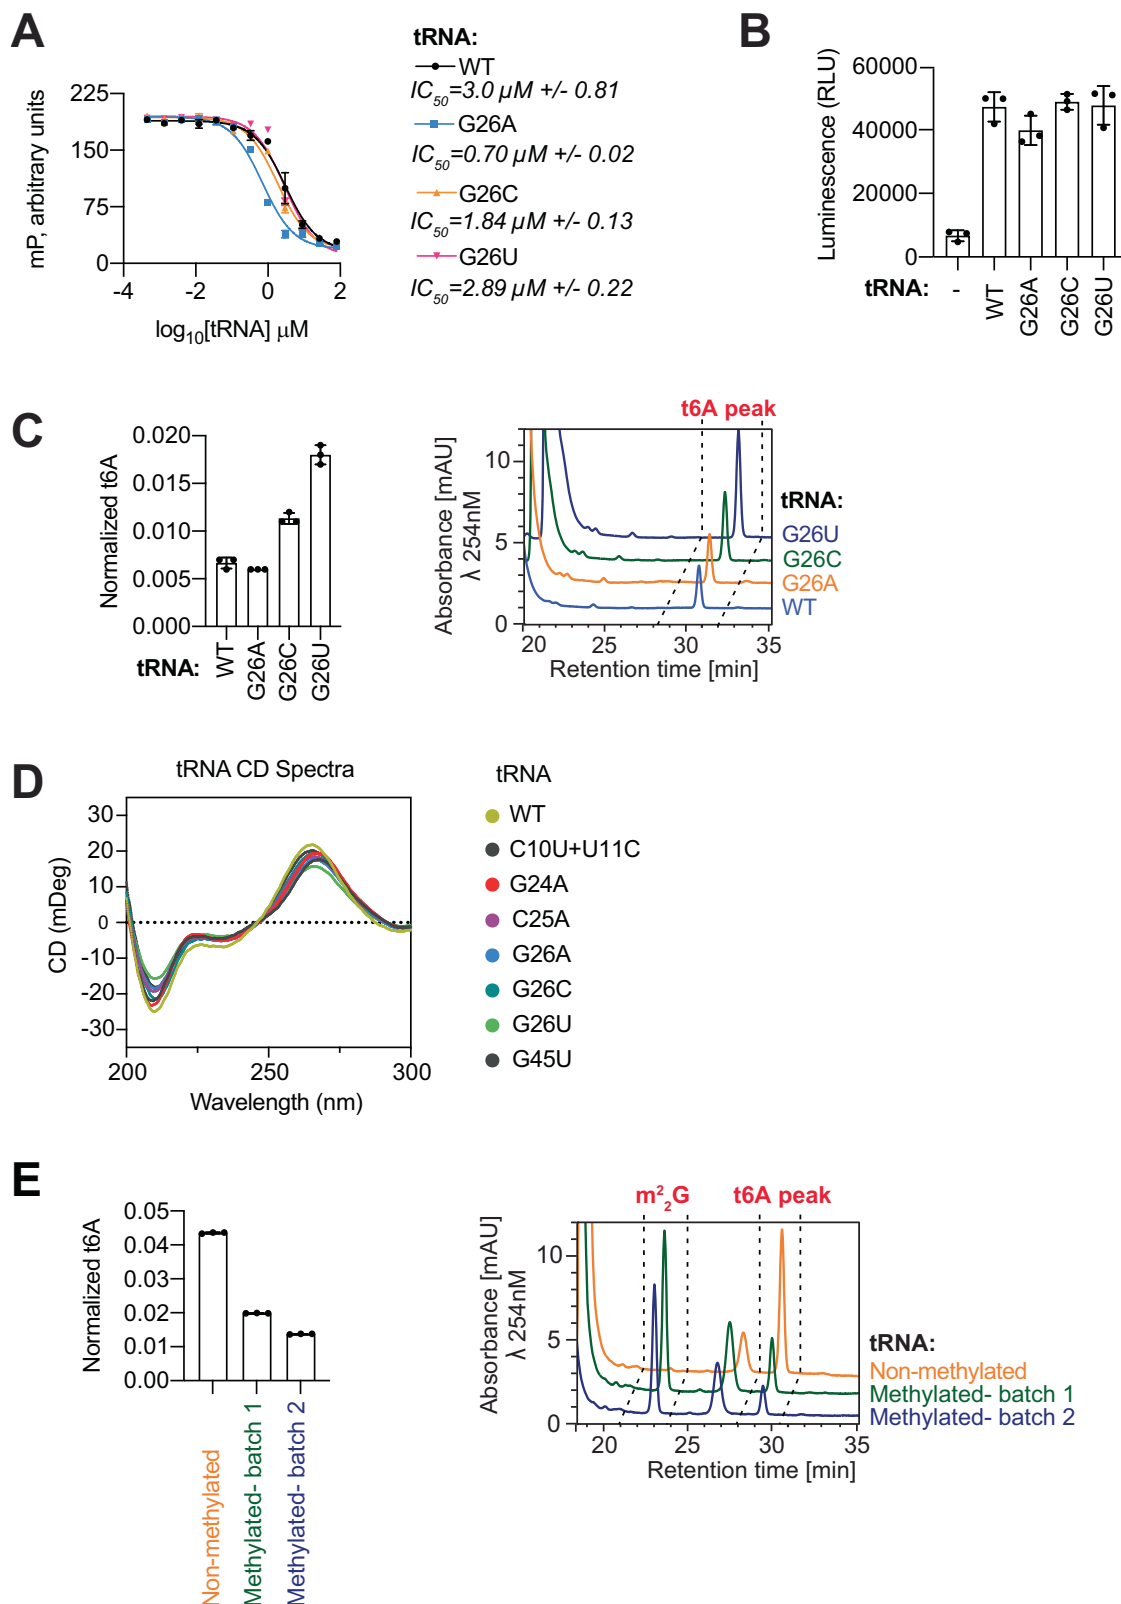 A
mP, arbitrary units
225
150
75
0
-4
-2
0
2
log10[tRNA] μM
tRNA:
WT
IC50=3.0 μM +/- 0.81
G26A
IC50=0.70 μM +/- 0.02
G26C
IC50=1.84 μM +/- 0.13
G26U
IC50=2.89 μM +/- 0.22
B
Luminescence (RLU)
60000
40000
20000
0
tRNA:
-
WT
G26A
G26C
G26U
C
Normalized t6A
0.020
0.015
0.010
0.005
0.000
tRNA:
WT
G26A
G26C
G26U
t6A peak
Absorbance [mAU]
λ 254nM
10
5
0
20
25
30
35
Retention time [min]
tRNA:
G26U
G26C
G26A
WT
D
tRNA CD Spectra
CD (mDeg)
30
20
10
0
-10
-20
-30
200
250
300
Wavelength (nm)
tRNA
WT
C10U+U11C
G24A
C25A
G26A
G26C
G26U
G45U
E
Normalized t6A
0.05
0.04
0.03
0.02
0.01
0.00
Non-methylated
Methylated- batch 1
Methylated- batch 2
m²₂G
t6A peak
Absorbance [mAU]
λ 254nM
10
5
0
20
25
30
35
Retention time [min]
tRNA:
Non-methylated
Methylated- batch 1
Methylated- batch 2